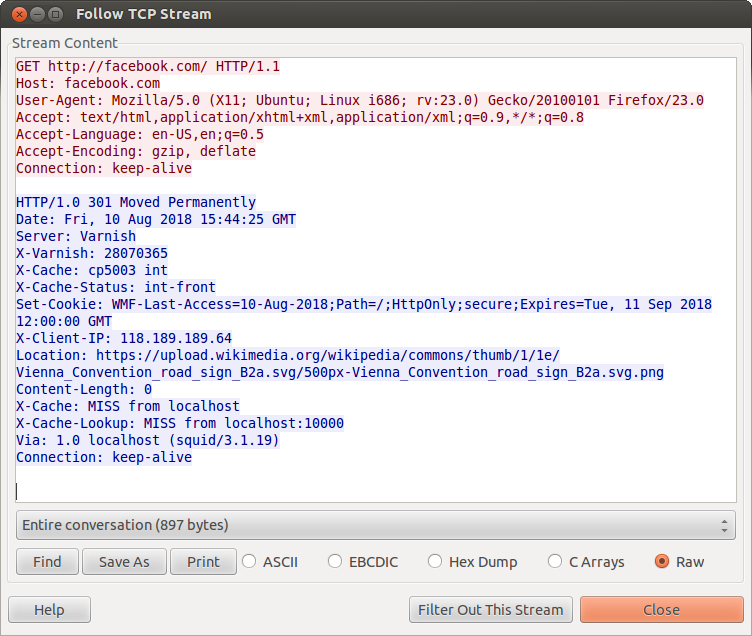 Follow TCP Stream
Stream Content
GET http://facebook.com/ HTTP/1.1
Host: facebook.com
User-Agent: Mozilla/5.0 (X11; Ubuntu; Linux i686; rv:23.0) Gecko/20100101 Firefox/23.0
Accept: text/html,application/xhtml+xml,application/xml;q=0.9,*/*;q=0.8
Accept-Language: en-US,en;q=0.5
Accept-Encoding: gzip, deflate
Connection: keep-alive
HTTP/1.0 301 Moved Permanently
Date: Fri, 10 Aug 2018 15:44:25 GMT
Server: Varnish
X-Varnish: 28070365
X-Cache: cp5003 int
X-Cache-Status: int-front
Set-Cookie: WMF-Last-Access=10-Aug-2018;Path=/;HttpOnly;secure;Expires=Tue, 11 Sep 2018
12:00:00 GMT
X-Client-IP: 118.189.189.64
Location: https://upload.wikimedia.org/wikipedia/commons/thumb/1/1e/
Vienna_Convention_road_sign_B2a.svg/500px-Vienna_Convention_road_sign_B2a.svg.png
Content-Length: 0
X-Cache: MISS from localhost
X-Cache-Lookup: MISS from localhost:10000
Via: 1.0 localhost (squid/3.1.19)
Connection: keep-alive
Entire conversation (897 bytes)
Find Save As Print ASCII EBCDIC Hex Dump C Arrays Raw
Help Filter Out This Stream Close